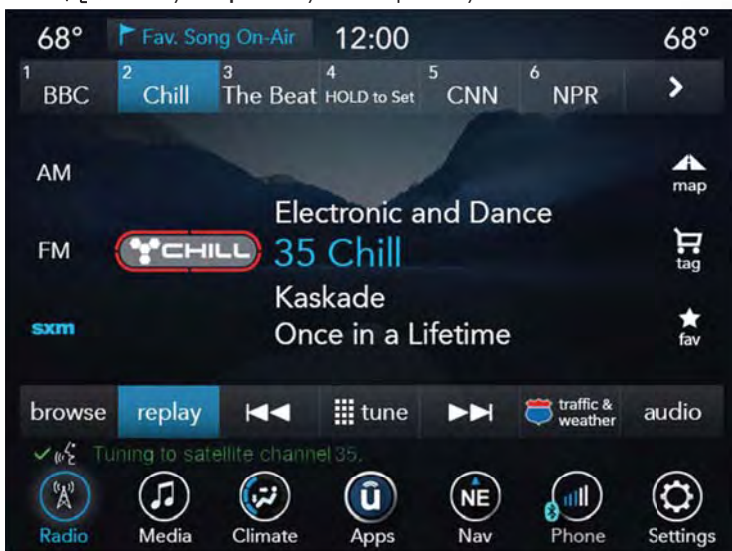 68° Fav. Song On-Air 12:00 68°
1 BBC 2 Chill 3 The Beat 4 HOLD to Set 5 CNN 6 NPR
AM
map
Electronic and Dance
FM CHILL 35 Chill
tag
Kaskade
sxm Once in a Lifetime
fav
browse replay tune traffic & weather audio
Tuning to satellite channel 35.
û NE
Radio Media Climate Apps Nav Phone Settings